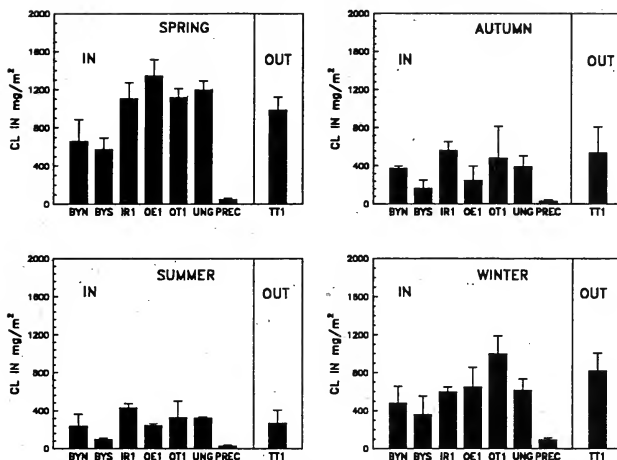 SPRING
IN
OUT
CL IN mg/m²
2000
1600
1200
800
400
0
BYN BYS IR1 OE1 OT1 UNG PREC TT1
AUTUMN
IN
OUT
CL IN mg/m²
2000
1600
1200
800
400
0
BYN BYS IR1 OE1 OT1 UNG PREC TT1
SUMMER
IN
OUT
CL IN mg/m²
2000
1600
1200
800
400
0
BYN BYS IR1 OE1 OT1 UNG PREC TT1
WINTER
IN
OUT
CL IN mg/m²
2000
1600
1200
800
400
0
BYN BYS IR1 OE1 OT1 UNG PREC TT1